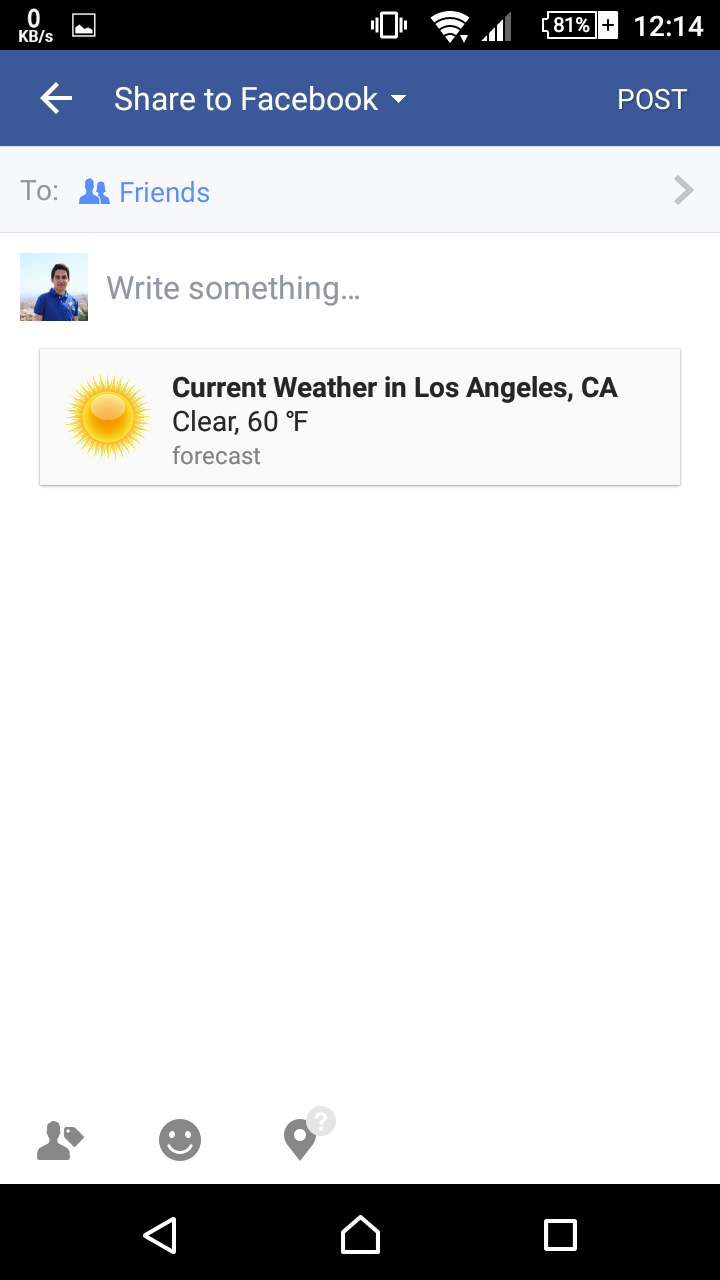 0
KB/s
81%
12:14
Share to Facebook
POST
To:
Friends
Write something...
Current Weather in Los Angeles, CA
Clear, 60 ℉
forecast
?